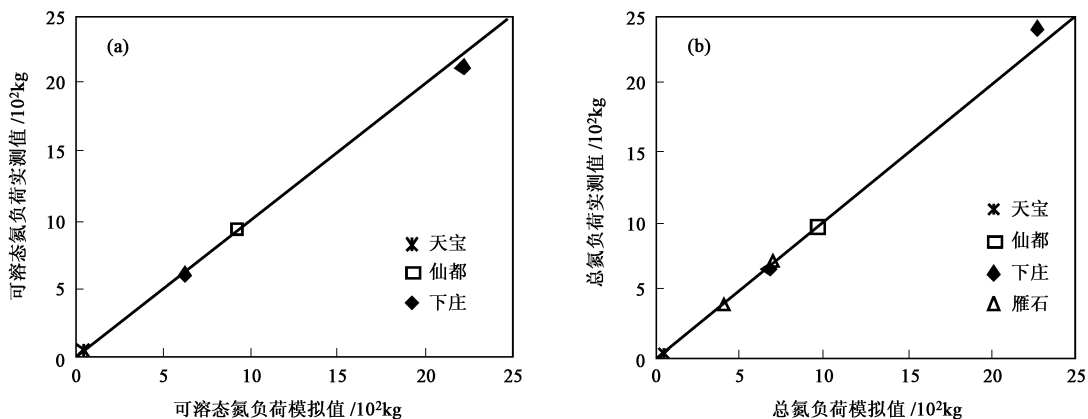 (a)
可溶态氮负荷实测值 /10²kg
25
20
15
10
5
0
0 5 10 15 20 25
可溶态氮负荷模拟值 /10²kg
天宝
仙都
下庄
(b)
总氮负荷实测值 /10²kg
25
20
15
10
5
0
0 5 10 15 20 25
总氮负荷模拟值 /10²kg
天宝
仙都
下庄
雁石